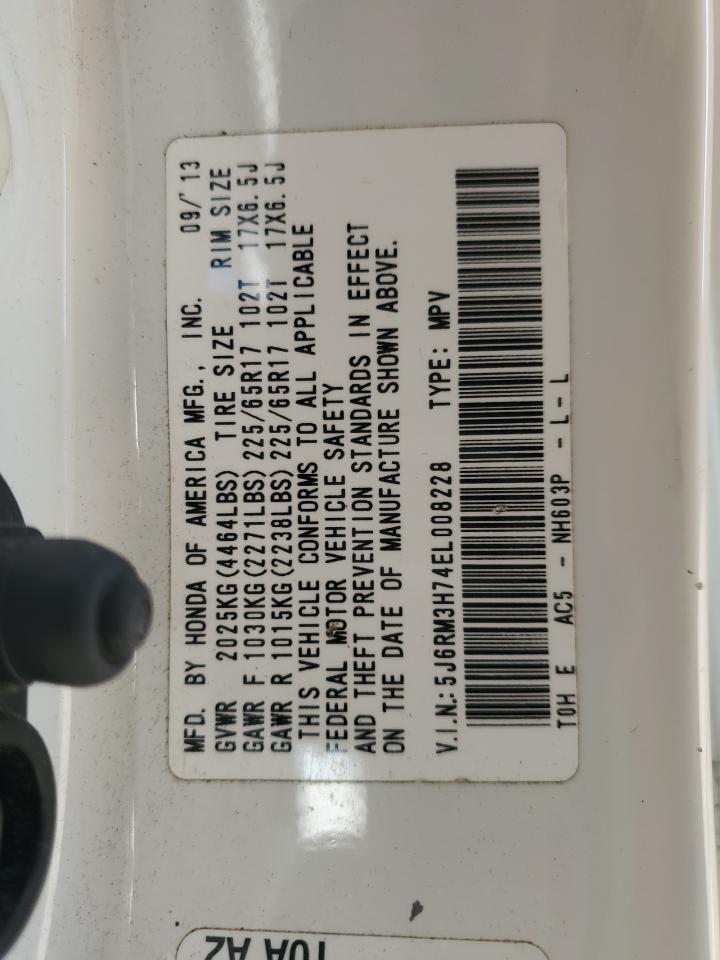 MFD. BY HONDA OF AMERICA MFG., INC. 09/'13
GVWR 2025KG(4464LBS) TIRE SIZE RIM SIZE
GAWR F 1030KG(2271LBS) 225/65R17 102T 17X6.5J
GAWR R 1015KG(2238LBS) 225/65R17 102T 17X6.5J
THIS VEHICLE CONFORMS TO ALL APPLICABLE
FEDERAL MOTOR VEHICLE SAFETY
AND THEFT PREVENTION STANDARDS IN EFFECT
ON THE DATE OF MANUFACTURE SHOWN ABOVE.
V.I.N.: 5J6RM3H74EL008228 TYPE: MPV
T0H E AC5 - NH603P - L - L
T0A A2